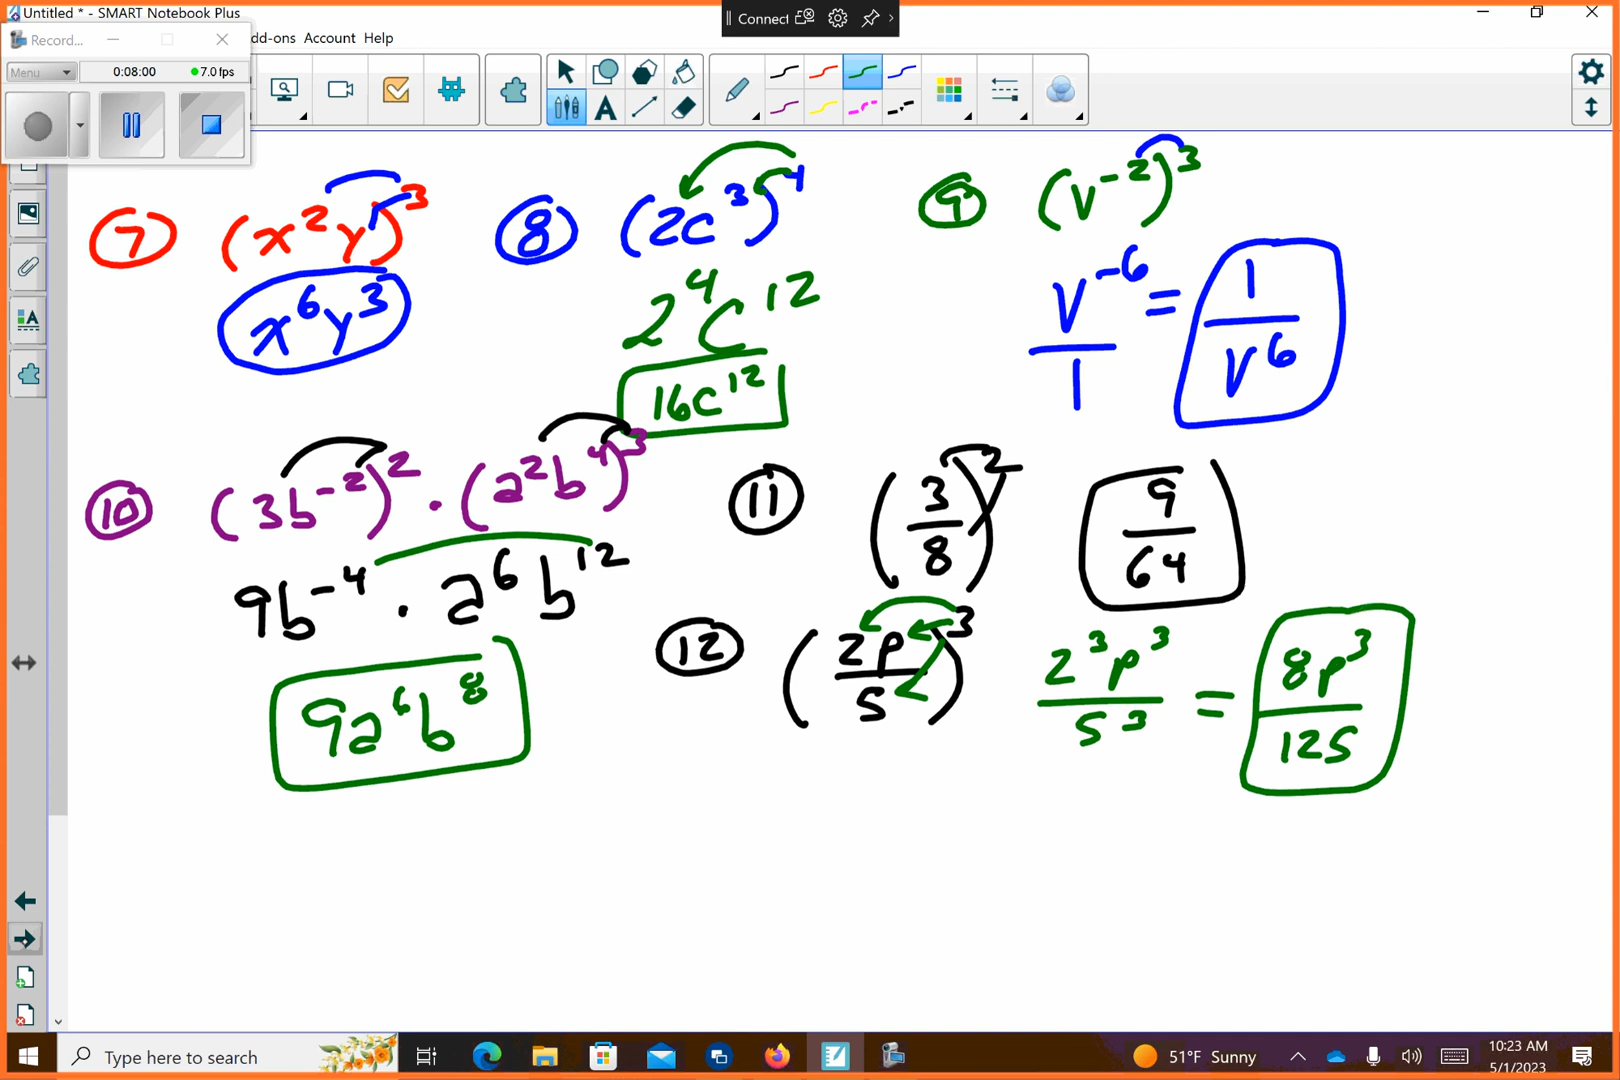 Untitled * - SMART Notebook Plus
Connect
Record...
dd-ons Account Help
Menu 0:08:00 7.0 fps
A
A
⑦ (x²y)³
x⁶y³
⑧ (2c³)⁴
2⁴c¹²
16c¹²
⑨ (v⁻²)³
v⁻⁶/1 = 1/v⁶
⑩ (3b⁻²)² · (a²b⁴)³
9b⁻⁴ · a⁶b¹²
9a⁶b⁸
⑪ (3/8)² 9/64
⑫ (2p/5)³ 2³p³/5³ = 8p³/125
Type here to search
51°F Sunny
10:23 AM
5/1/2023